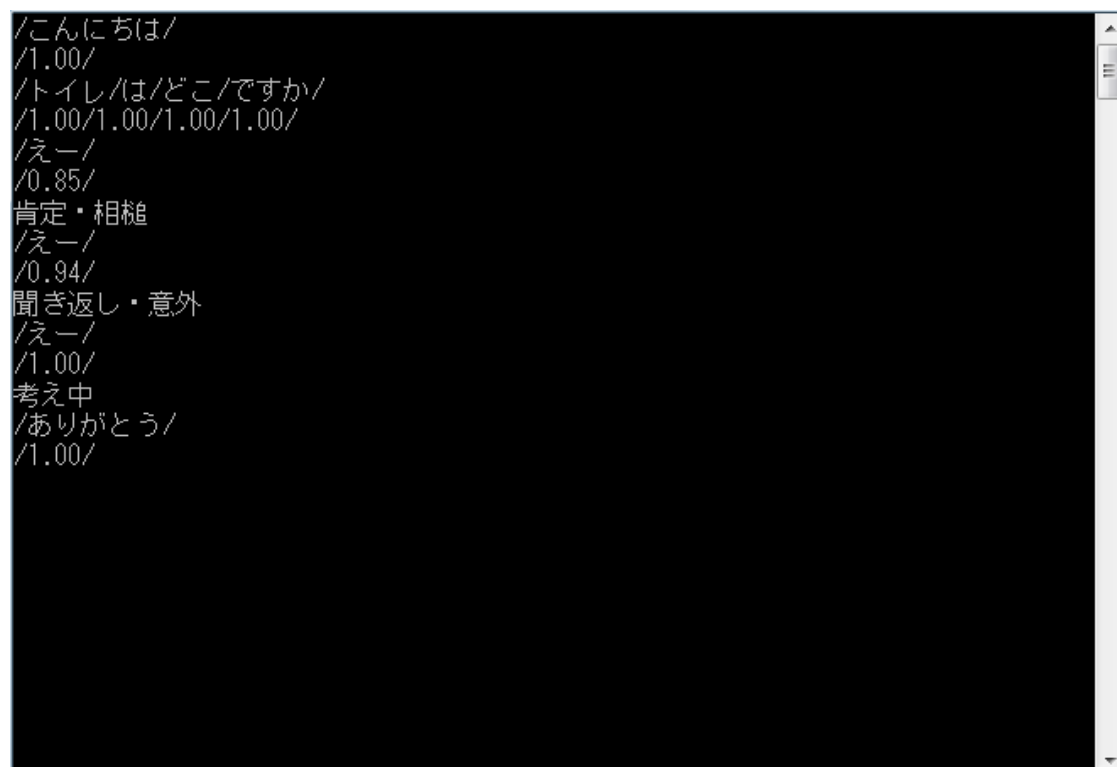 /こんにちは/
/1.00/
/トイレ/は/どこ/ですか/
/1.00/1.00/1.00/1.00/
/えー/
/0.85/
肯定・相槌
/えー/
/0.94/
聞き返し・意外
/えー/
/1.00/
考え中
/ありがとう/
/1.00/